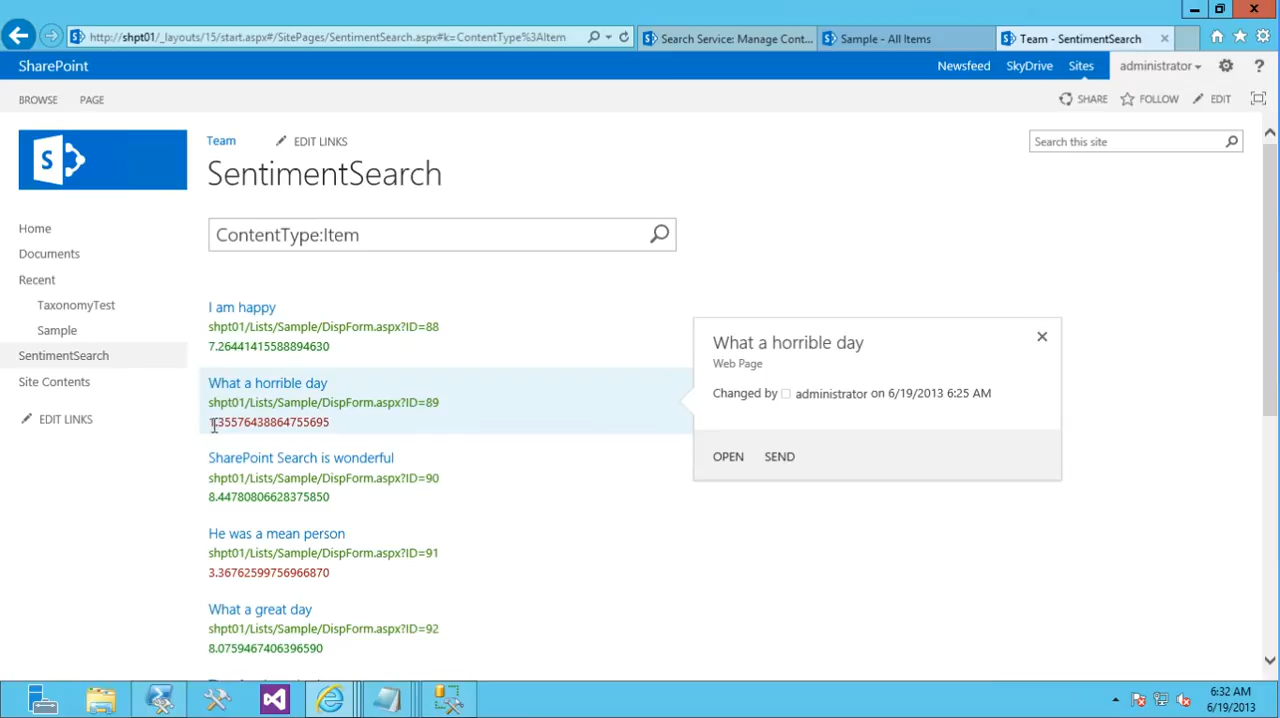 http://shpt01/_layouts/15/start.aspx#/SitePages/SentimentSearch.aspx#k=ContentType%3AItem
Search Service: Manage Cont...
Sample - All Items
Team - SentimentSearch
SharePoint
Newsfeed
SkyDrive
Sites
administrator
?
BROWSE
PAGE
SHARE
FOLLOW
EDIT
S
Team
EDIT LINKS
Search this site
SentimentSearch
ContentType:Item
Home
Documents
Recent
TaxonomyTest
Sample
SentimentSearch
Site Contents
EDIT LINKS
I am happy
shpt01/Lists/Sample/DispForm.aspx?ID=88
7.26441415588894630
What a horrible day
shpt01/Lists/Sample/DispForm.aspx?ID=89
1.35576438864755695
SharePoint Search is wonderful
shpt01/Lists/Sample/DispForm.aspx?ID=90
8.44780806628375850
He was a mean person
shpt01/Lists/Sample/DispForm.aspx?ID=91
3.36762599756966870
What a great day
shpt01/Lists/Sample/DispForm.aspx?ID=92
8.0759467406396590
What a horrible day
Web Page
Changed by administrator on 6/19/2013 6:25 AM
OPEN
SEND
6:32 AM
6/19/2013